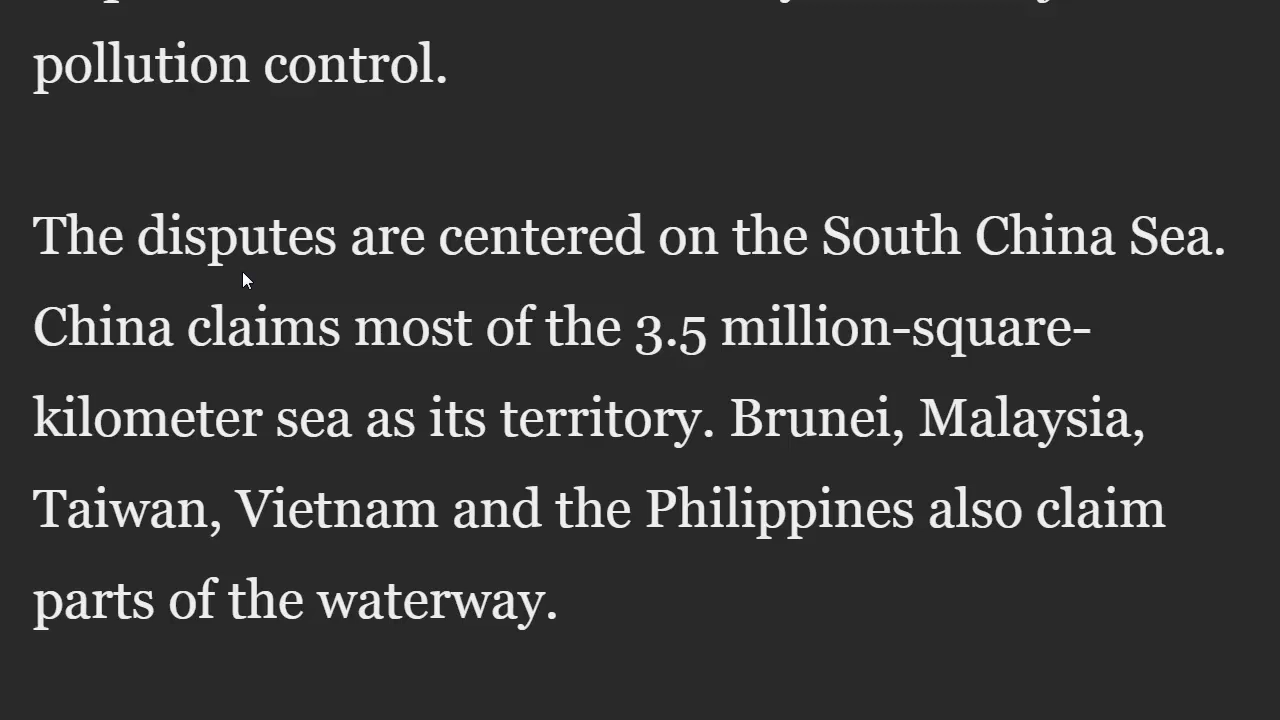 pollution control.
The disputes are centered on the South China Sea.
China claims most of the 3.5 million-square-
kilometer sea as its territory. Brunei, Malaysia,
Taiwan, Vietnam and the Philippines also claim
parts of the waterway.